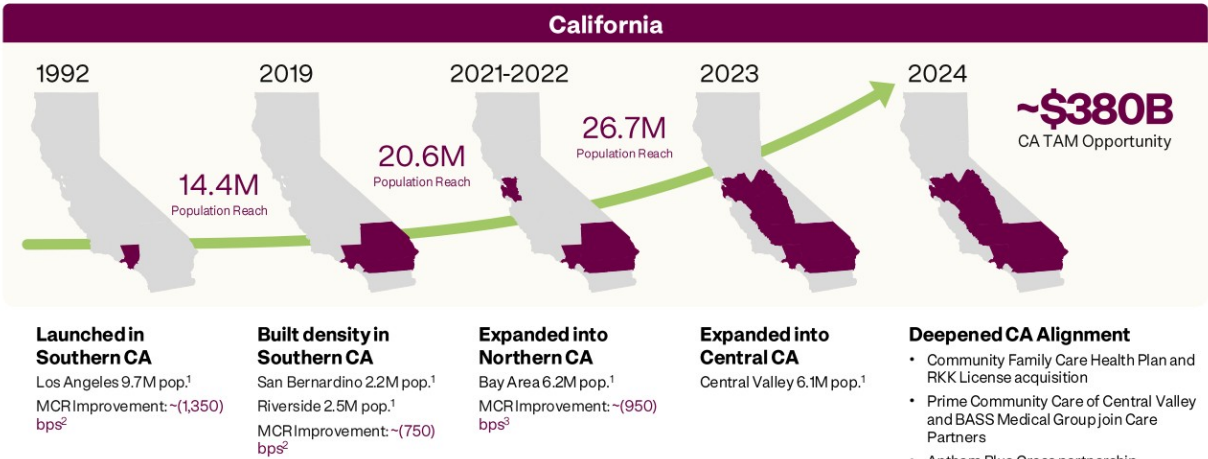 California
1992
2019
2021-2022
2023
2024
14.4M
Population Reach
20.6M
Population Reach
26.7M
Population Reach
~$380B
CA TAM Opportunity
Launched in
Southern CA
Los Angeles 9.7M pop.¹
MCR Improvement: ~(1,350)
bps²
Built density in
Southern CA
San Bernardino 2.2M pop.¹
Riverside 2.5M pop.¹
MCR Improvement: ~(750)
bps²
Expanded into
Northern CA
Bay Area 6.2M pop.¹
MCR Improvement: ~(950)
bps³
Expanded into
Central CA
Central Valley 6.1M pop.¹
Deepened CA Alignment
• Community Family Care Health Plan and
RKK License acquisition
• Prime Community Care of Central Valley
and BASS Medical Group join Care
Partners